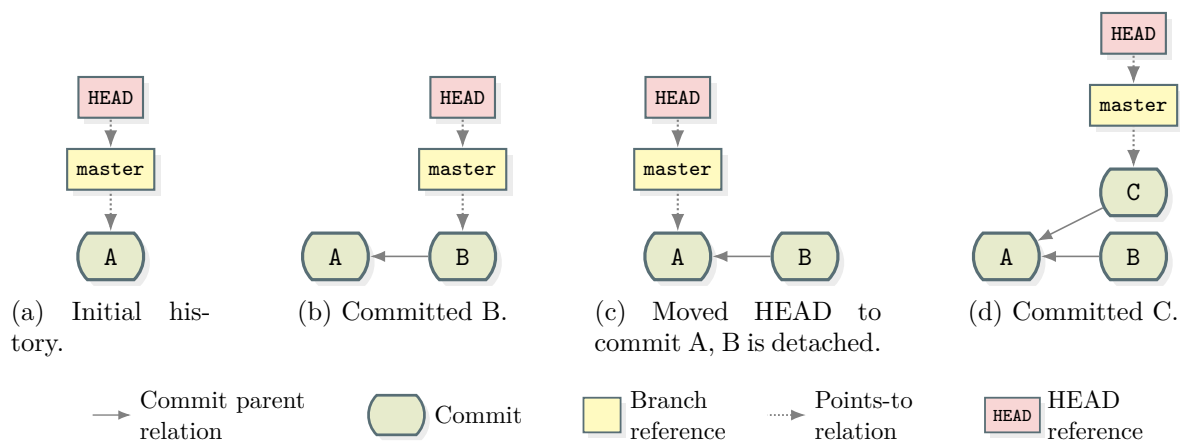 HEAD
master
A
(a) Initial his-
tory.
HEAD
master
A
B
(b) Committed B.
HEAD
master
A
B
(c) Moved HEAD to
commit A, B is detached.
HEAD
master
C
A
B
(d) Committed C.
Commit parent
relation
Commit
Branch
reference
Points-to
relation
HEAD
HEAD
reference